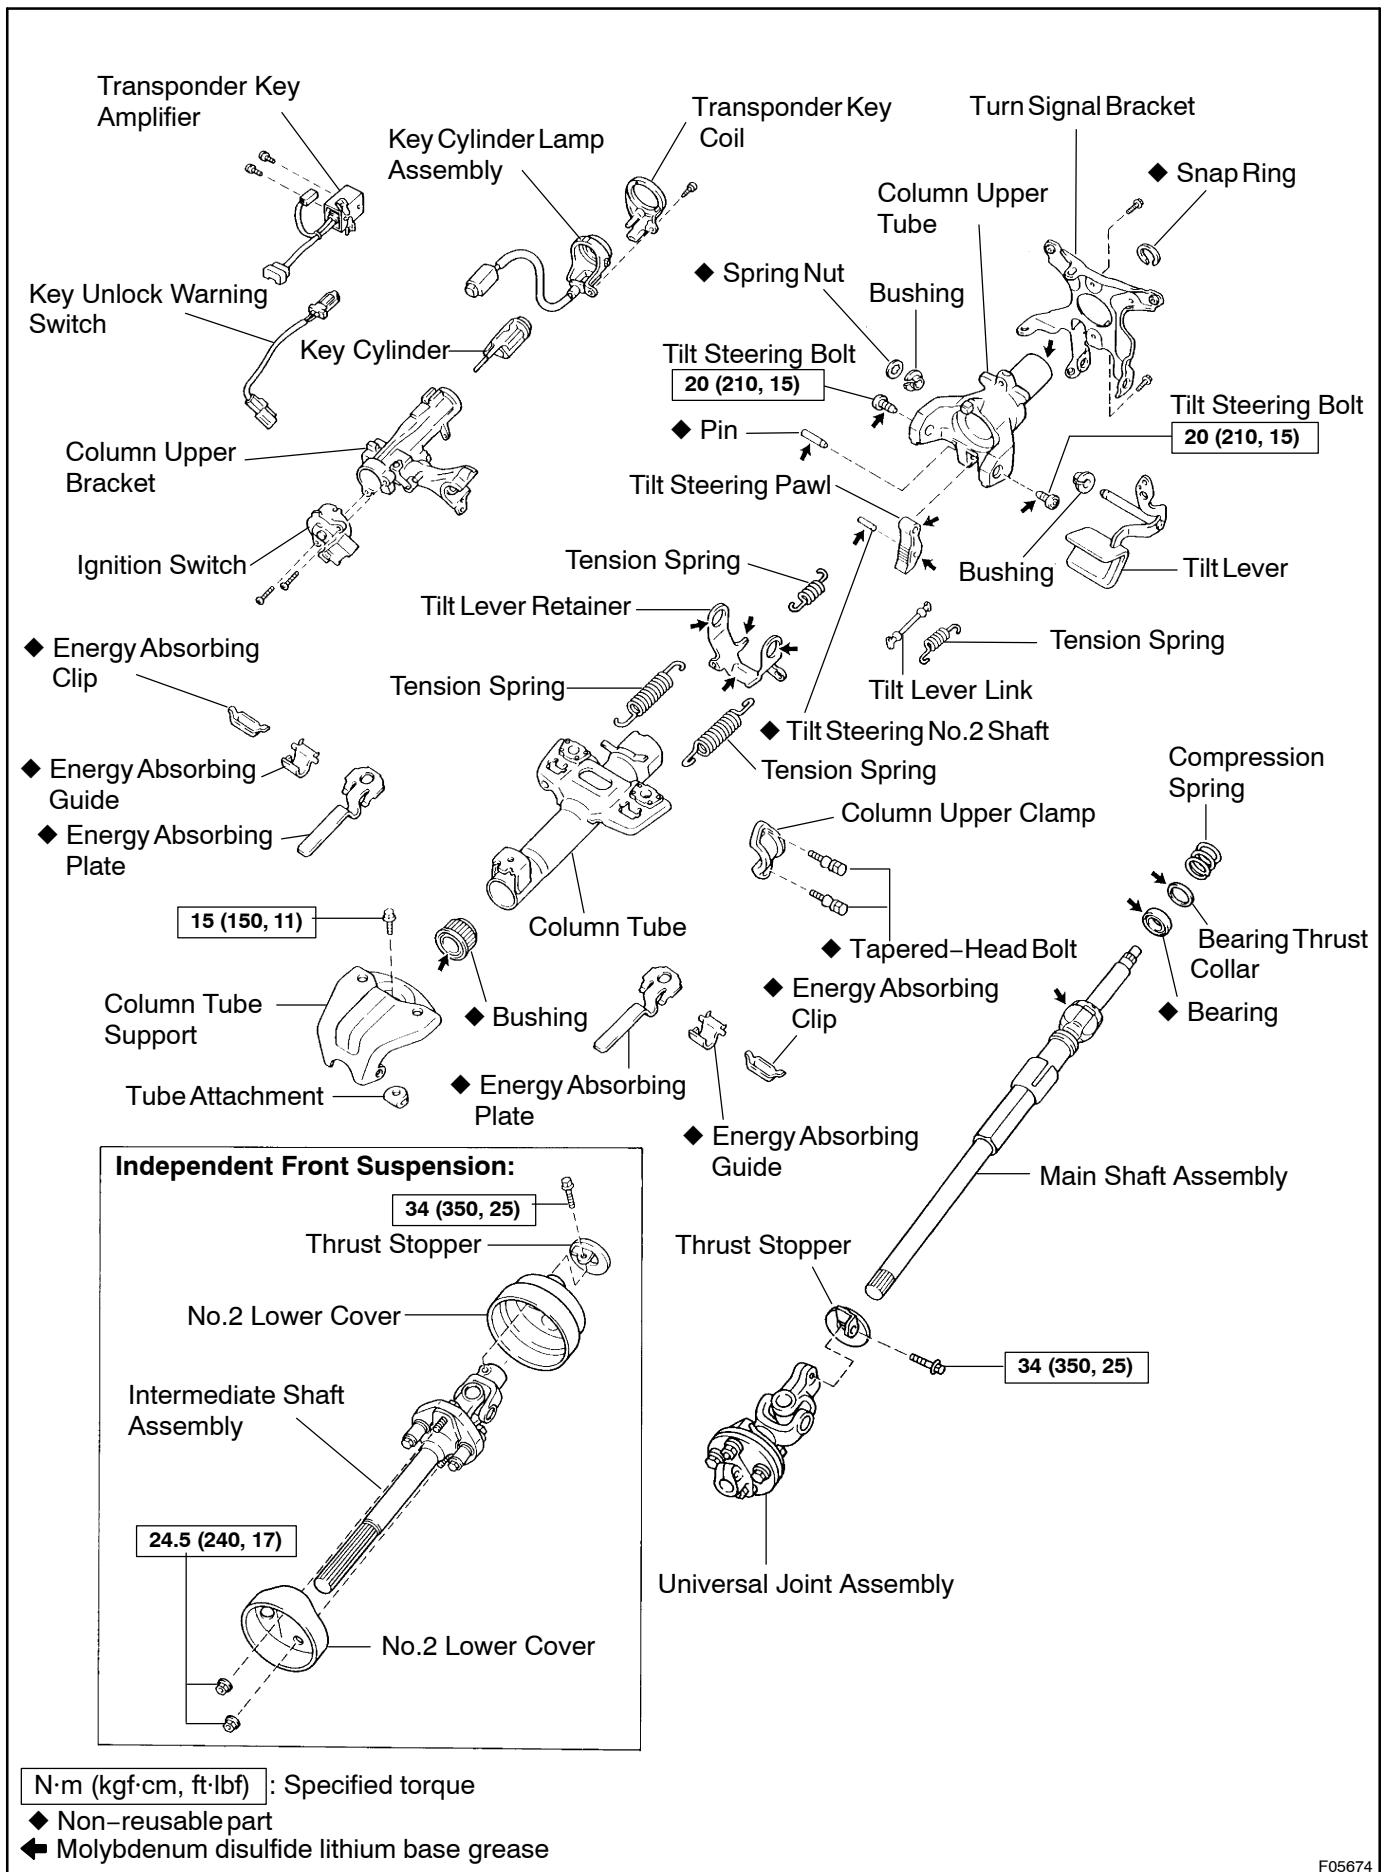 Transponder Key
Amplifier
Key Cylinder Lamp
Assembly
Transponder Key
Coil
Turn Signal Bracket
◆ Snap Ring
Column Upper
Tube
◆ Spring Nut
Bushing
Key Unlock Warning
Switch
Key Cylinder
Tilt Steering Bolt
20 (210, 15)
Tilt Steering Bolt
20 (210, 15)
◆ Pin
Column Upper
Bracket
Tilt Steering Pawl
Ignition Switch
Tension Spring
Bushing
Tilt Lever
Tilt Lever Retainer
◆ Energy Absorbing
Clip
Tension Spring
Tension Spring
Tilt Lever Link
◆ Tilt Steering No.2 Shaft
Tension Spring
◆ Energy Absorbing
Guide
Compression
Spring
Column Upper Clamp
◆ Energy Absorbing
Plate
15 (150, 11)
Column Tube
◆ Tapered–Head Bolt
Bearing Thrust
Collar
Column Tube
Support
◆ Bushing
◆ Energy Absorbing
Clip
◆ Bearing
Tube Attachment
◆ Energy Absorbing
Plate
◆ Energy Absorbing
Guide
Main Shaft Assembly
Independent Front Suspension:
34 (350, 25)
Thrust Stopper
No.2 Lower Cover
Intermediate Shaft
Assembly
24.5 (240, 17)
No.2 Lower Cover
Thrust Stopper
34 (350, 25)
Universal Joint Assembly
N·m (kgf·cm, ft·lbf) : Specified torque
◆ Non–reusable part
Molybdenum disulfide lithium base grease
F05674